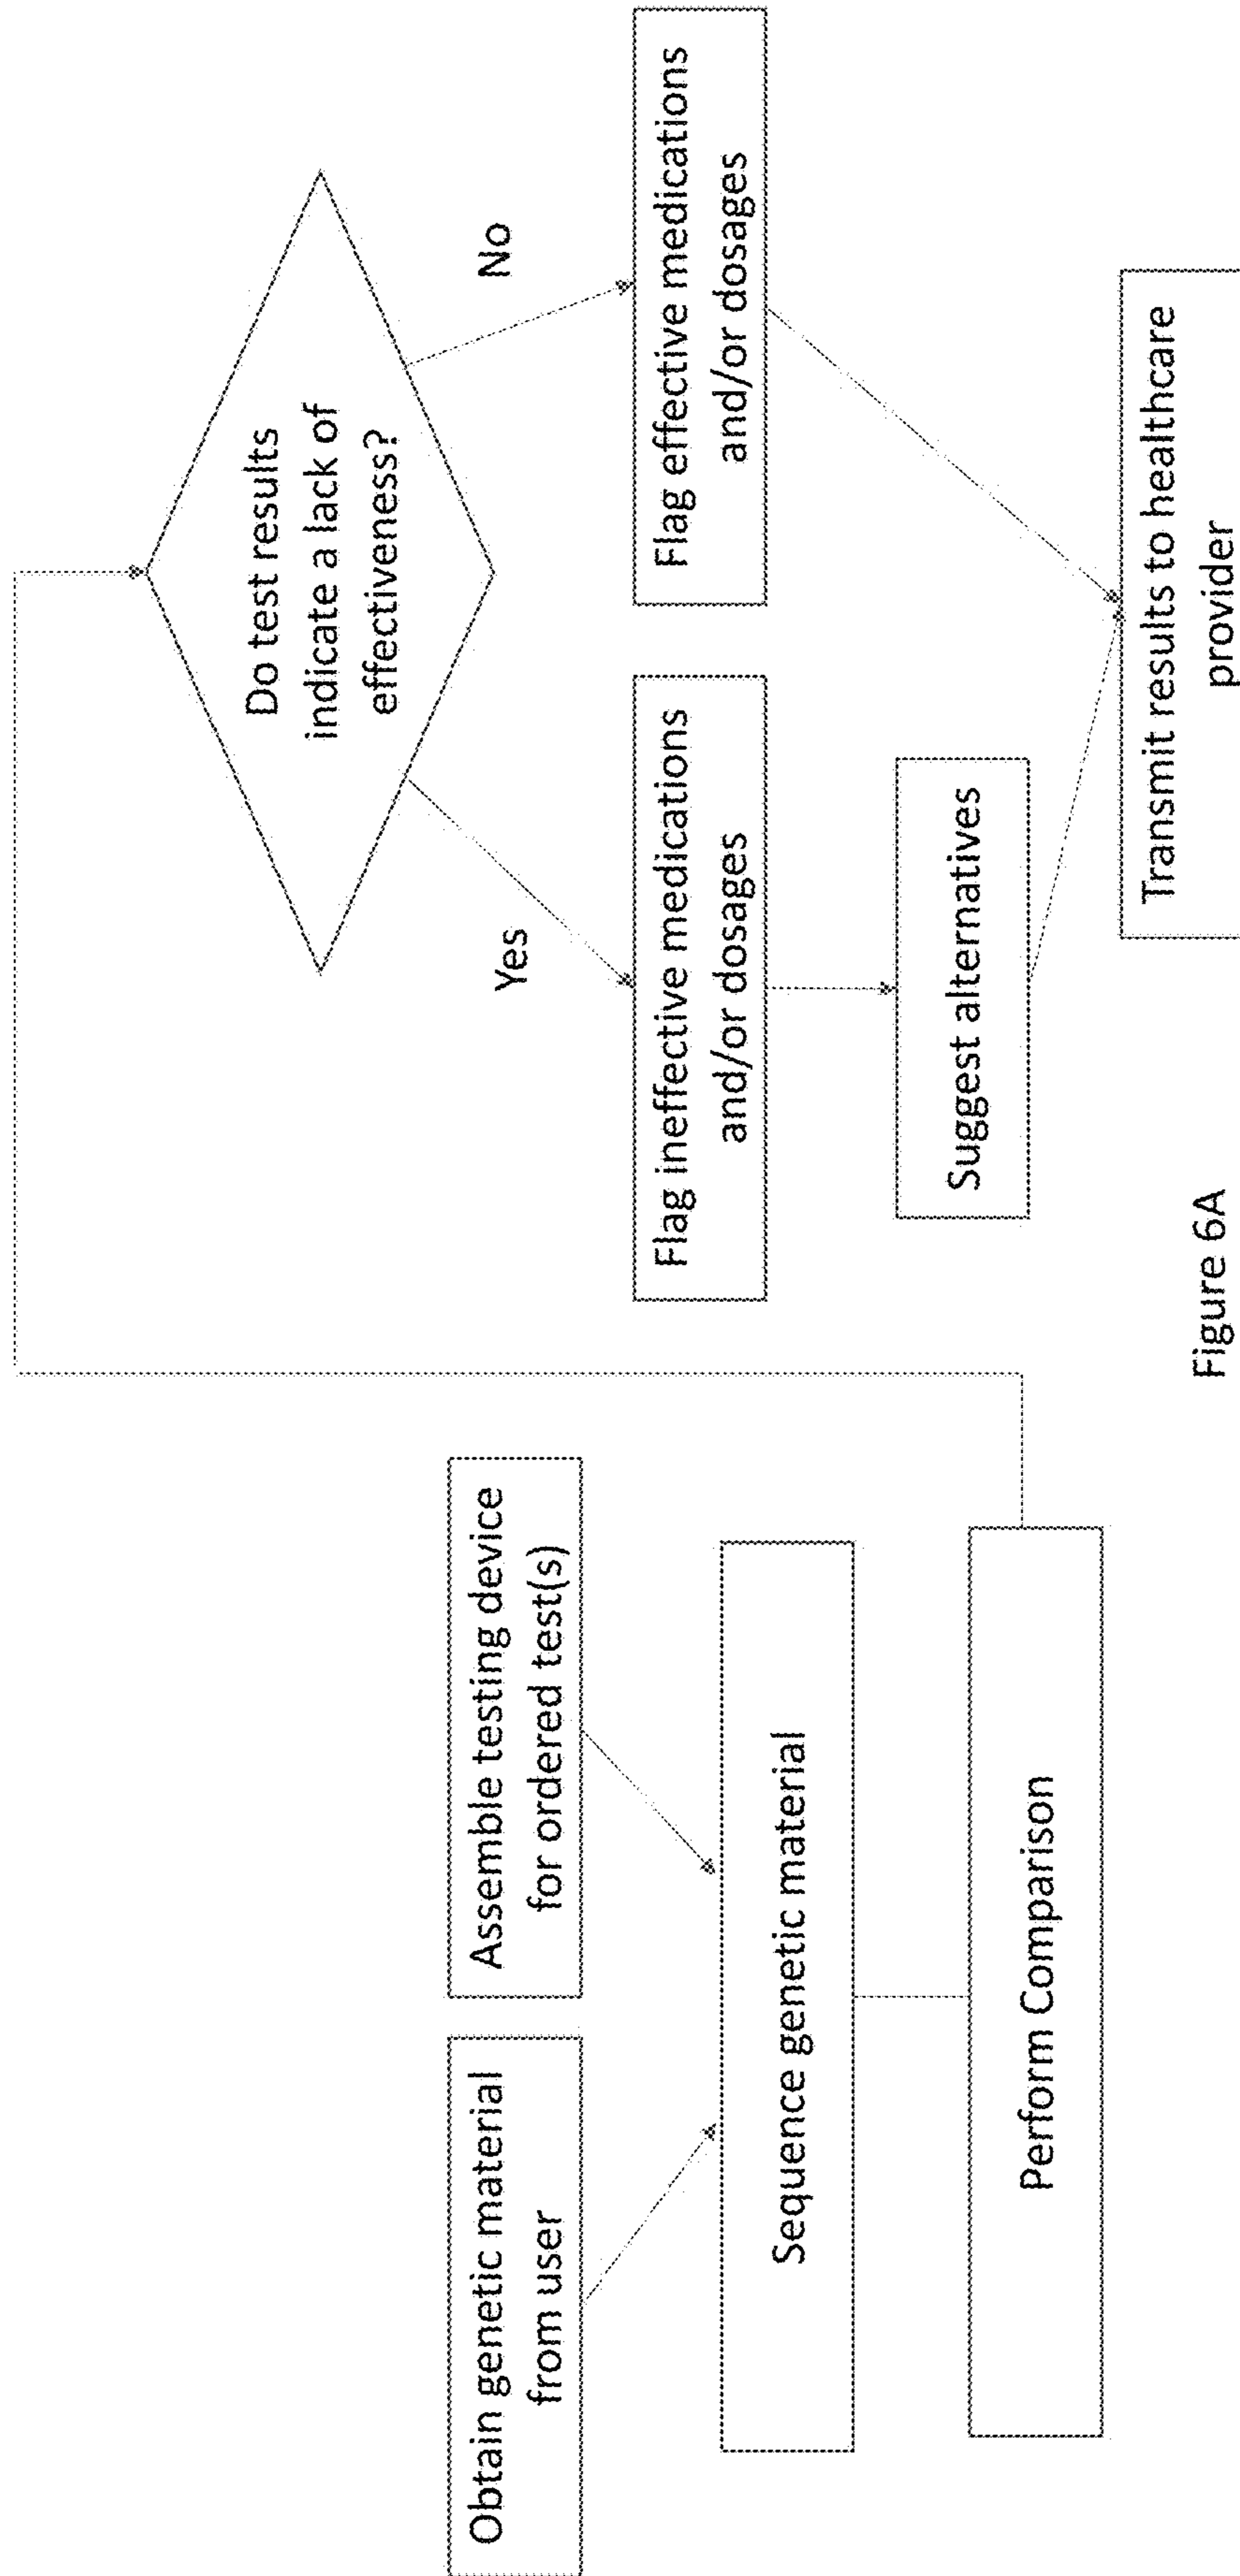 Obtain genetic material
from user
Assemble testing device
for ordered test(s)
Sequence genetic material
Perform Comparison
Do test results
indicate a lack of
effectiveness?
Yes
No
Flag ineffective medications
and/or dosages
Flag effective medications
and/or dosages
Suggest alternatives
Transmit results to healthcare
provider
Figure 6A